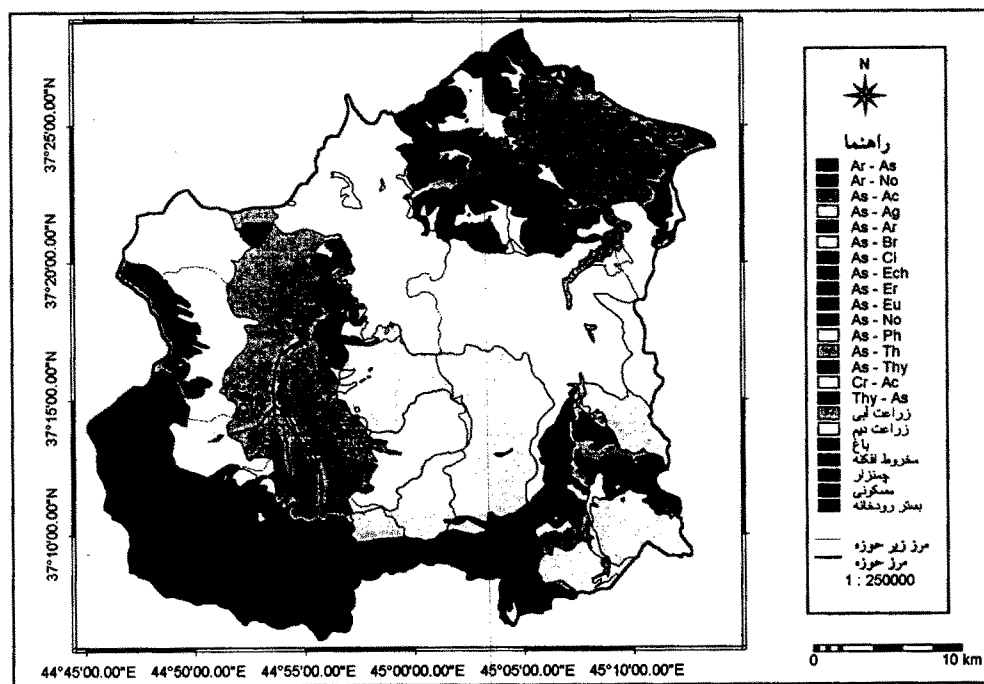 37°25'00.00"N
37°20'00.00"N
37°15'00.00"N
37°10'00.00"N
44°45'00.00"E 44°50'00.00"E 44°55'00.00"E 45°00'00.00"E 45°05'00.00"E 45°10'00.00"E
N
راهنما
Ar - As
Ar - No
As - Ac
As - Ag
As - Ar
As - Br
As - Cl
As - Ech
As - Er
As - Eu
As - No
As - Ph
As - Th
As - Thy
Cr - Ac
Thy - As
زراعت آبی
زراعت دیم
باغ
مخروط افکنه
چمنزار
مسکونی
بستر رودخانه
مرز زیر حوزه
مرز حوزه
1 : 250000
0 10 km